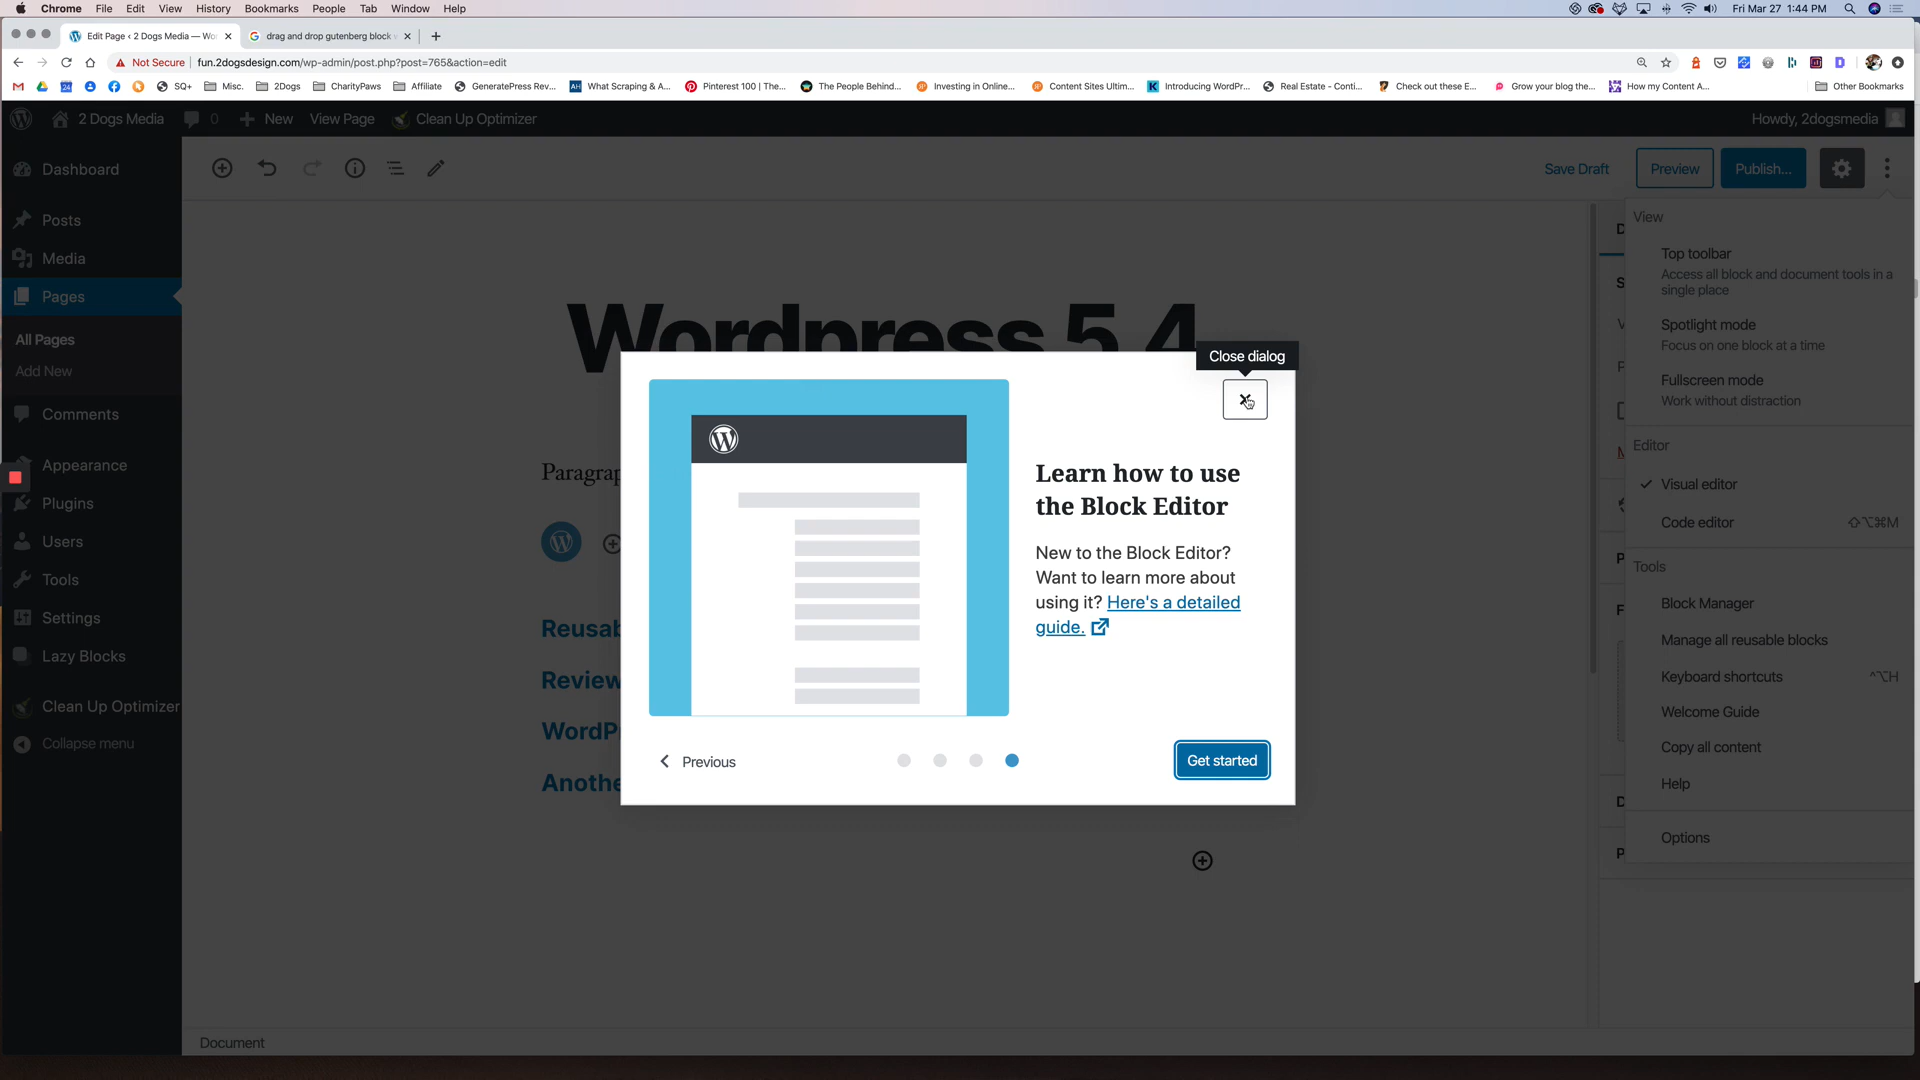 Chrome File Edit View History Bookmarks People Tab Window Help Fri Mar 27 1:44 PM
Edit Page ‹ 2 Dogs Media — Wor drag and drop gutenberg block w
Not Secure fun.2dogsdesign.com/wp-admin/post.php?post=765&action=edit
SQ+ Misc. 2Dogs CharityPaws Affiliate GeneratePress Rev... What Scraping & A... Pinterest 100 | The... The People Behind... Investing in Online... Content Sites Ultim... Introducing WordPr... Real Estate - Conti... Check out these E... Grow your blog the... How my Content A... Other Bookmarks
2 Dogs Media 0 New View Page Clean Up Optimizer Howdy, 2dogsmedia
Dashboard
Posts
Media
Pages
All Pages
Add New
Comments
Appearance
Plugins
Users
Tools
Settings
Lazy Blocks
Clean Up Optimizer
Collapse menu
Save Draft Preview Publish...
Wordpress 5.4
Paragrap
Reusab
Review
WordP
Anothe
Close dialog
Learn how to use
the Block Editor
New to the Block Editor?
Want to learn more about
using it? Here's a detailed
guide.
Previous
Get started
View
Top toolbar
Access all block and document tools in a
single place
Spotlight mode
Focus on one block at a time
Fullscreen mode
Work without distraction
Editor
Visual editor
Code editor ⇧⌥⌘M
Tools
Block Manager
Manage all reusable blocks
Keyboard shortcuts ^⌥H
Welcome Guide
Copy all content
Help
Options
Document